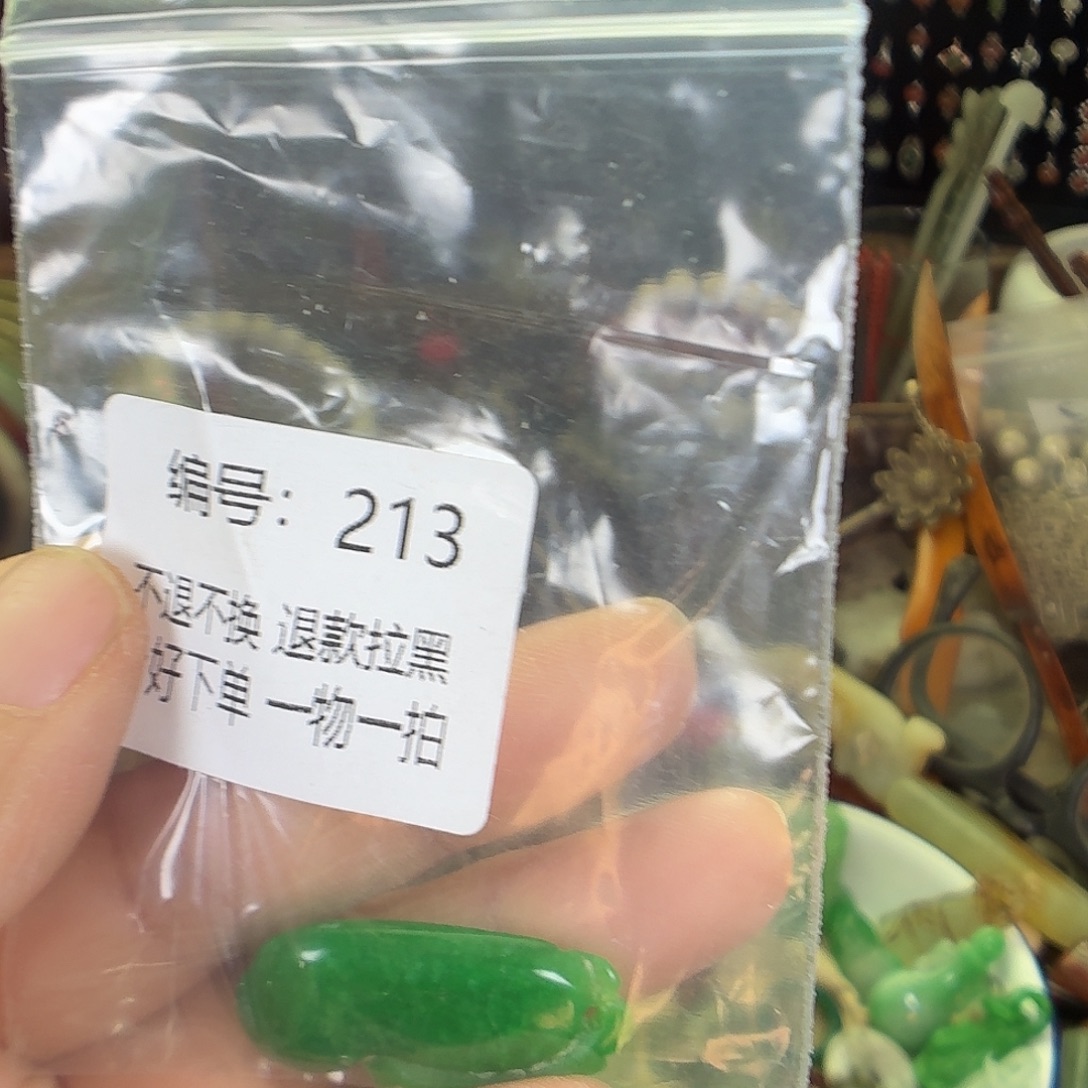 编号：213
不退不换 退款拉黑
好下单 一物一拍